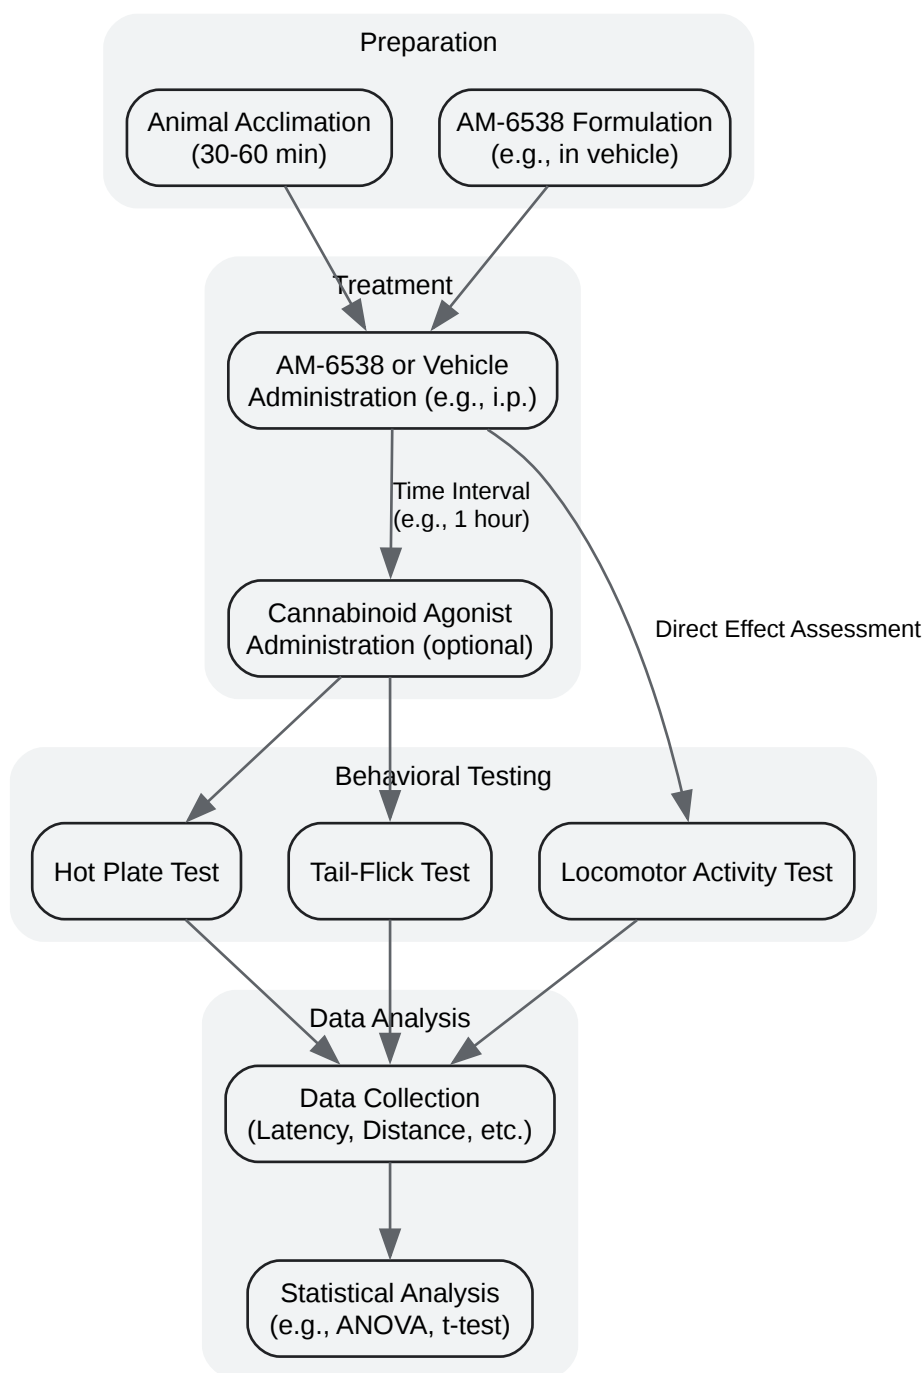 Preparation
Animal Acclimation
(30-60 min)
AM-6538 Formulation
(e.g., in vehicle)
Treatment
AM-6538 or Vehicle
Administration (e.g., i.p.)
Time Interval
(e.g., 1 hour)
Cannabinoid Agonist
Administration (optional)
Direct Effect Assessment
Behavioral Testing
Hot Plate Test
Tail-Flick Test
Locomotor Activity Test
Data Analysis
Data Collection
(Latency, Distance, etc.)
Statistical Analysis
(e.g., ANOVA, t-test)